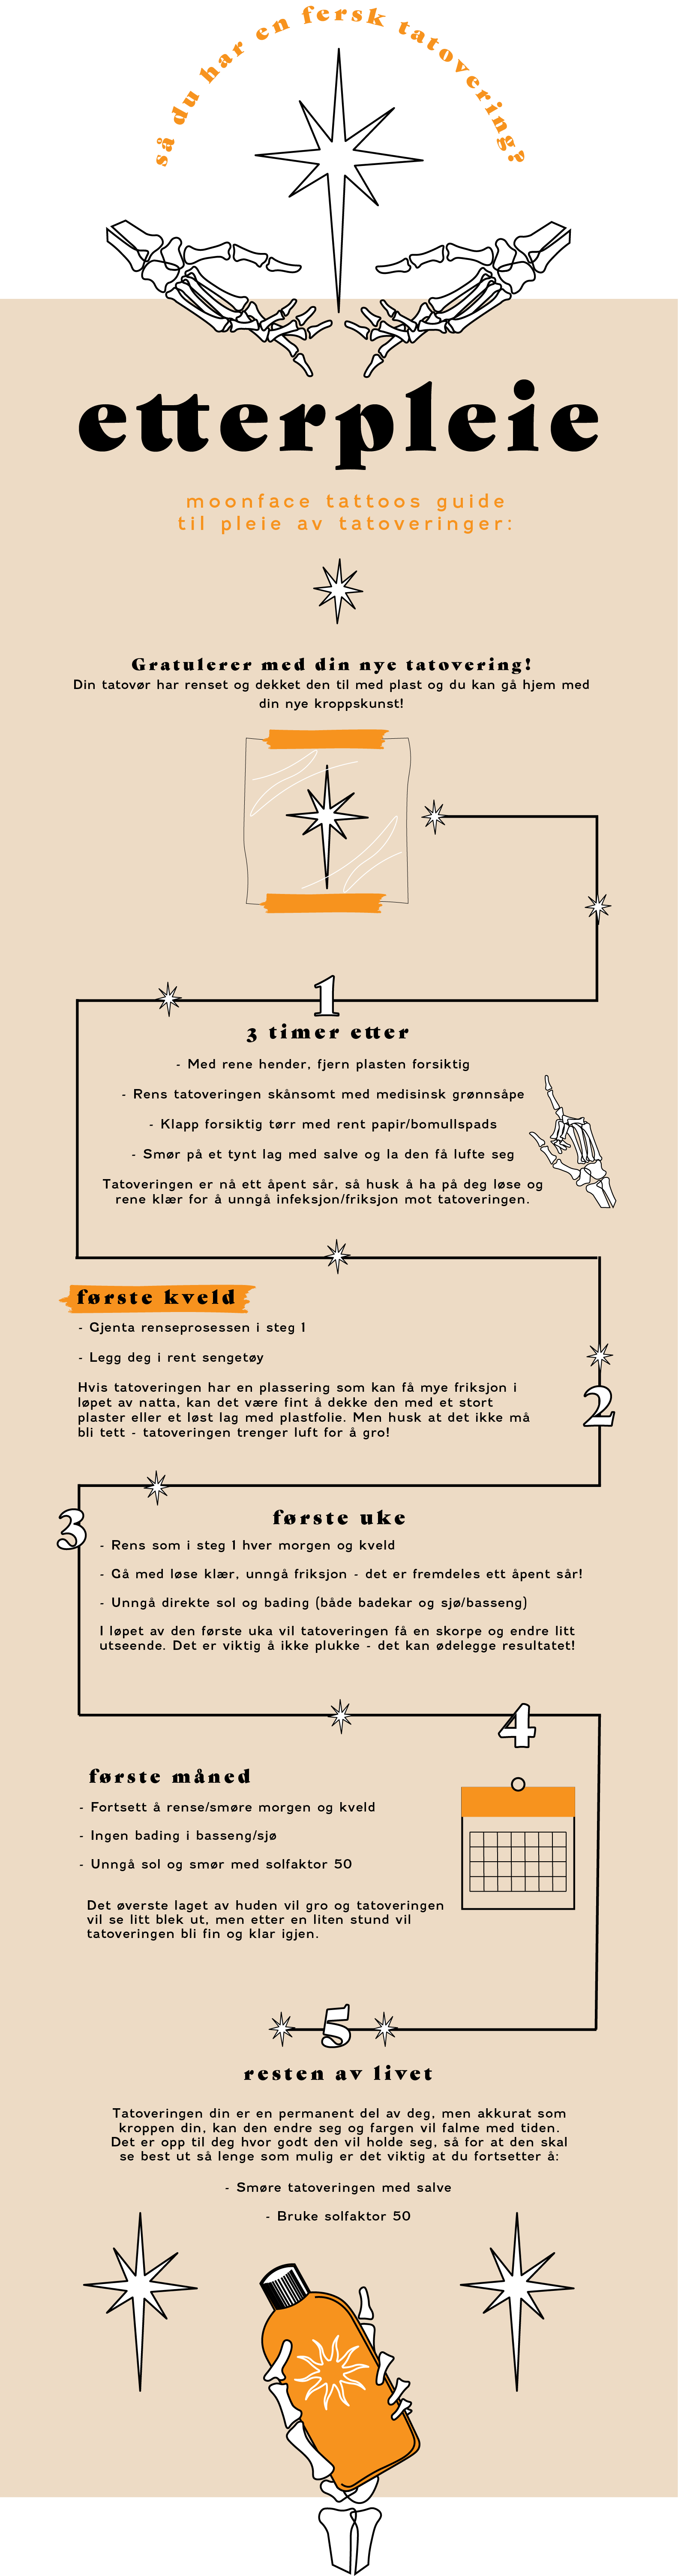 så du har en fersk tatovering?
etterpleie
moonface tattoos guide
til pleie av tatoveringer:
Gratulerer med din nye tatovering!
Din tatovør har renset og dekket den til med plast og du kan gå hjem med
din nye kroppskunst!
1
3 timer etter
- Med rene hender, fjern plasten forsiktig
- Rens tatoveringen skånsomt med medisinsk grønnsåpe
- Klapp forsiktig tørr med rent papir/bomullspads
- Smør på et tynt lag med salve og la den få lufte seg
Tatoveringen er nå ett åpent sår, så husk å ha på deg løse og
rene klær for å unngå infeksjon/friksjon mot tatoveringen.
første kveld
- Gjenta renseprosessen i steg 1
- Legg deg i rent sengetøy
Hvis tatoveringen har en plassering som kan få mye friksjon i
løpet av natta, kan det være fint å dekke den med et stort
plaster eller et løst lag med plastfolie. Men husk at det ikke må
bli tett - tatoveringen trenger luft for å gro!
2
3
første uke
- Rens som i steg 1 hver morgen og kveld
- Gå med løse klær, unngå friksjon - det er fremdeles ett åpent sår!
- Unngå direkte sol og bading (både badekar og sjø/basseng)
I løpet av den første uka vil tatoveringen få en skorpe og endre litt
utseende. Det er viktig å ikke plukke - det kan ødelegge resultatet!
4
første måned
- Fortsett å rense/smøre morgen og kveld
- Ingen bading i basseng/sjø
- Unngå sol og smør med solfaktor 50
Det øverste laget av huden vil gro og tatoveringen
vil se litt blek ut, men etter en liten stund vil
tatoveringen bli fin og klar igjen.
5
resten av livet
Tatoveringen din er en permanent del av deg, men akkurat som
kroppen din, kan den endre seg og fargen vil falme med tiden.
Det er opp til deg hvor godt den vil holde seg, så for at den skal
se best ut så lenge som mulig er det viktig at du fortsetter å:
- Smøre tatoveringen med salve
- Bruke solfaktor 50